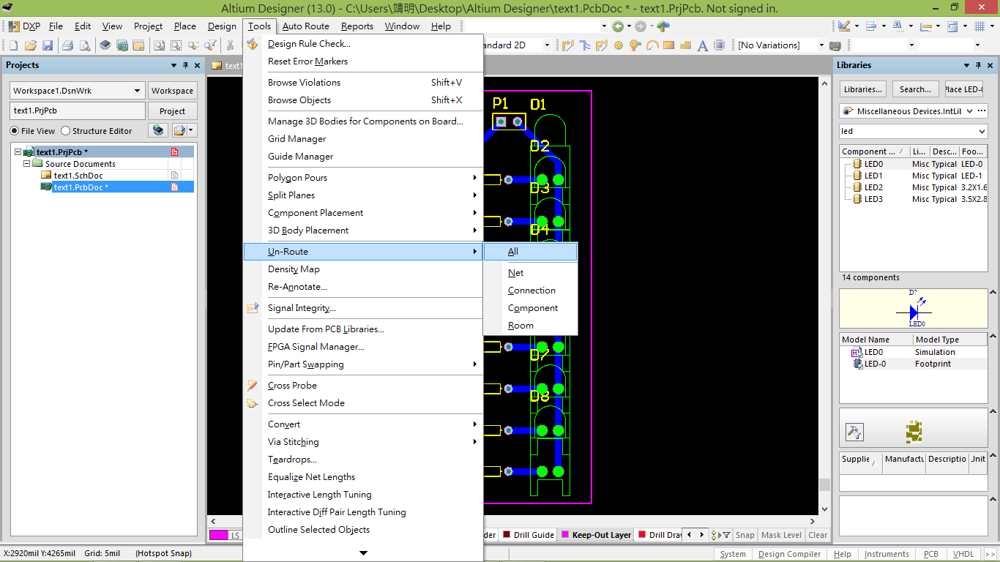 Altium Designer (13.0) - C:\Users\靖明\Desktop\Altium Designer\text1.PcbDoc * - text1.PrjPcb. Not signed in.
DXP File Edit View Project Place Design Tools Auto Route Reports Window Help
andard 2D [No Variations]
Projects
Workspace1.DsnWrk Workspace
text1.PrjPcb Project
File View Structure Editor
text1.PrjPcb *
Source Documents
text1.SchDoc
text1.PcbDoc *
text1
Design Rule Check...
Reset Error Markers
Browse Violations Shift+V
Browse Objects Shift+X
Manage 3D Bodies for Components on Board...
Grid Manager
Guide Manager
Polygon Pours
Split Planes
Component Placement
3D Body Placement
Un-Route
Density Map
Re-Annotate...
Signal Integrity...
Update From PCB Libraries...
FPGA Signal Manager...
Pin/Part Swapping
Cross Probe
Cross Select Mode
Convert
Via Stitching
Teardrops...
Equalize Net Lengths
Interactive Length Tuning
Interactive Diff Pair Length Tuning
Outline Selected Objects
All
Net
Connection
Component
Room
P1 D1
D2
D3
D4
D7
D8
Libraries
Libraries... Search... Place LED-
Miscellaneous Devices.IntLib
led
Component ... Li... Desc... Foo...
LED0 Misc Typical LED-0
LED1 Misc Typical LED-1
LED2 Misc Typical 3.2X1.6
LED3 Misc Typical 3.5X2.8
14 components
D?
LED0
Model Name Model Type
LED0 Simulation
LED-0 Footprint
Supplie Manufactu Descriptio Unit
LS der Drill Guide Keep-Out Layer Drill Draw Snap Mask Level Clear
X:2920mil Y:4265mil Grid: 5mil (Hotspot Snap) System Design Compiler Help Instruments PCB VHDL >>